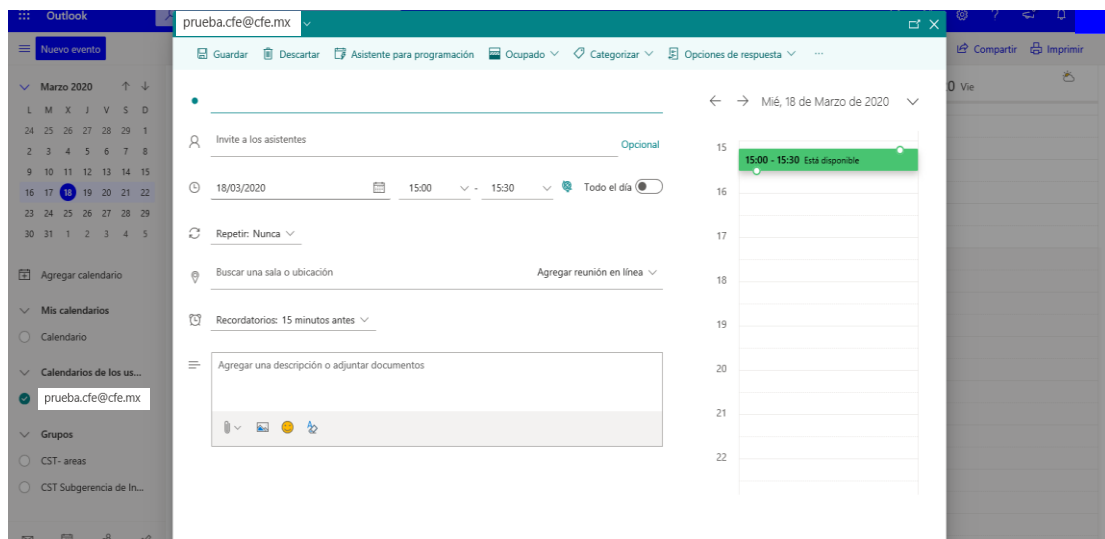 Outlook
prueba.cfe@cfe.mx
Nuevo evento
Guardar Descartar Asistente para programación Ocupado Categorizar Opciones de respuesta ...
Compartir Imprimir
Marzo 2020
L M X J V S D
24 25 26 27 28 29 1
2 3 4 5 6 7 8
9 10 11 12 13 14 15
16 17 18 19 20 21 22
23 24 25 26 27 28 29
30 31 1 2 3 4 5
Agregar calendario
Mis calendarios
Calendario
Calendarios de los us...
prueba.cfe@cfe.mx
Grupos
CST- areas
CST Subgerencia de In...
Invite a los asistentes
Opcional
18/03/2020 15:00 - 15:30 Todo el día
Repetir: Nunca
Buscar una sala o ubicación Agregar reunión en línea
Recordatorios: 15 minutos antes
Agregar una descripción o adjuntar documentos
Mié, 18 de Marzo de 2020
15
15:00 - 15:30 Está disponible
16
17
18
19
20
21
22
Vie